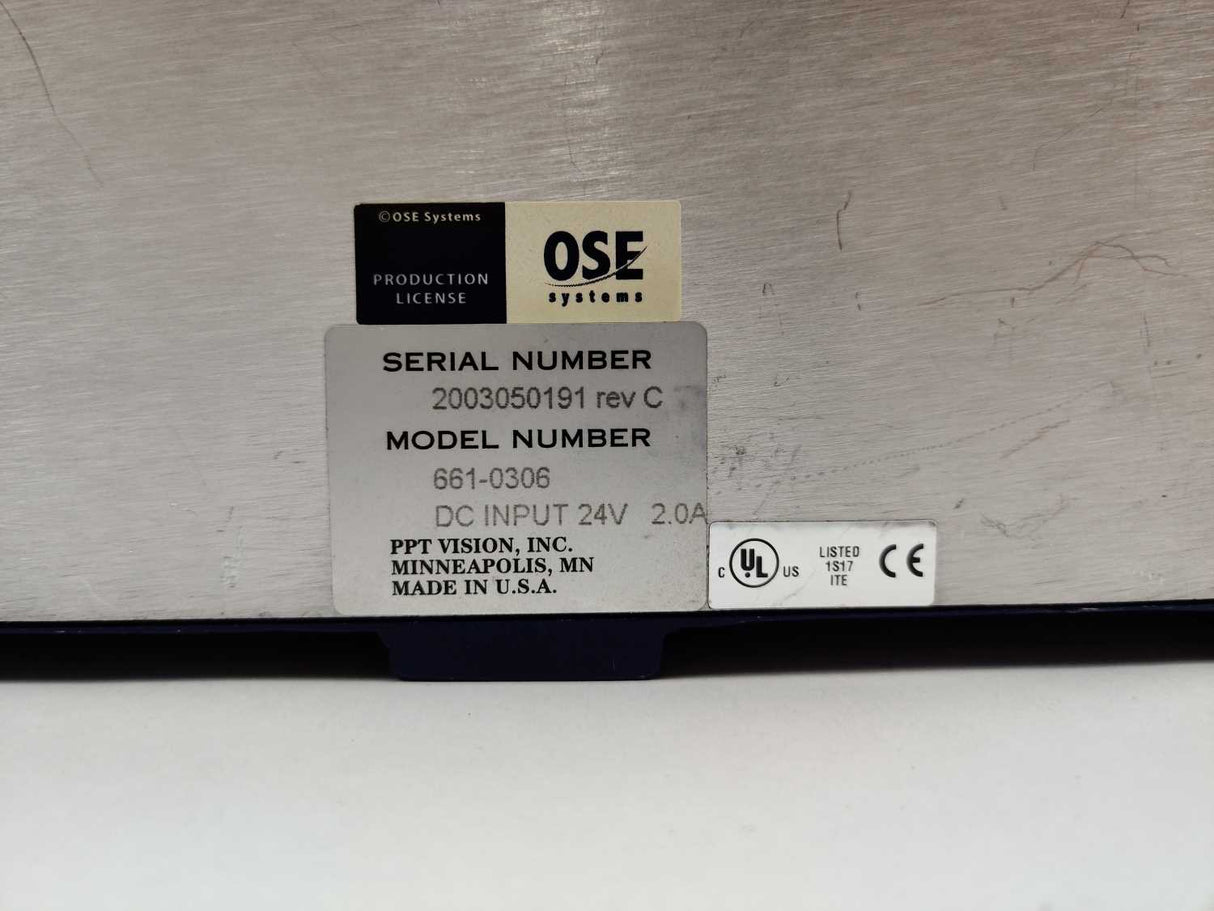 ©OSE Systems
PRODUCTION
LICENSE
OSE
systems
SERIAL NUMBER
2003050191 rev C
MODEL NUMBER
661-0306
DC INPUT 24V 2.0A
PPT VISION, INC.
MINNEAPOLIS, MN
MADE IN U.S.A.
C UL US
LISTED
1S17
ITE
CE